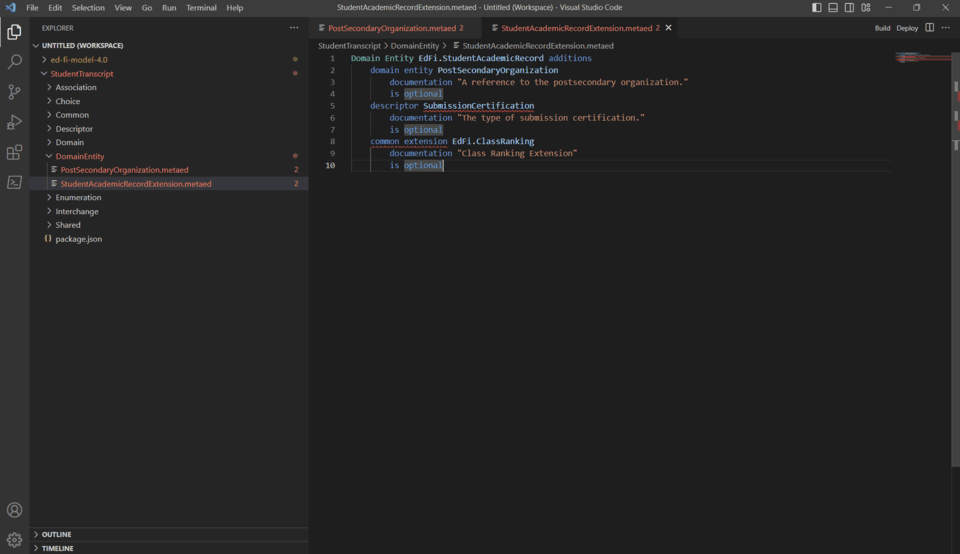 File Edit Selection View Go Run Terminal Help
StudentAcademicRecordExtension.metaed - Untitled (Workspace) - Visual Studio Code
EXPLORER
UNTITLED (WORKSPACE)
ed-fi-model-4.0
StudentTranscript
Association
Choice
Common
Descriptor
Domain
DomainEntity
PostSecondaryOrganization.metaed 2
StudentAcademicRecordExtension.metaed 2
Enumeration
Interchange
Shared
{} package.json
OUTLINE
TIMELINE
PostSecondaryOrganization.metaed 2
StudentAcademicRecordExtension.metaed 2
Build Deploy
StudentTranscript > DomainEntity > StudentAcademicRecordExtension.metaed
1 Domain Entity EdFi.StudentAcademicRecord additions
2 domain entity PostSecondaryOrganization
3 documentation "A reference to the postsecondary organization."
4 is optional
5 descriptor SubmissionCertification
6 documentation "The type of submission certification."
7 is optional
8 common extension EdFi.ClassRanking
9 documentation "Class Ranking Extension"
10 is optional